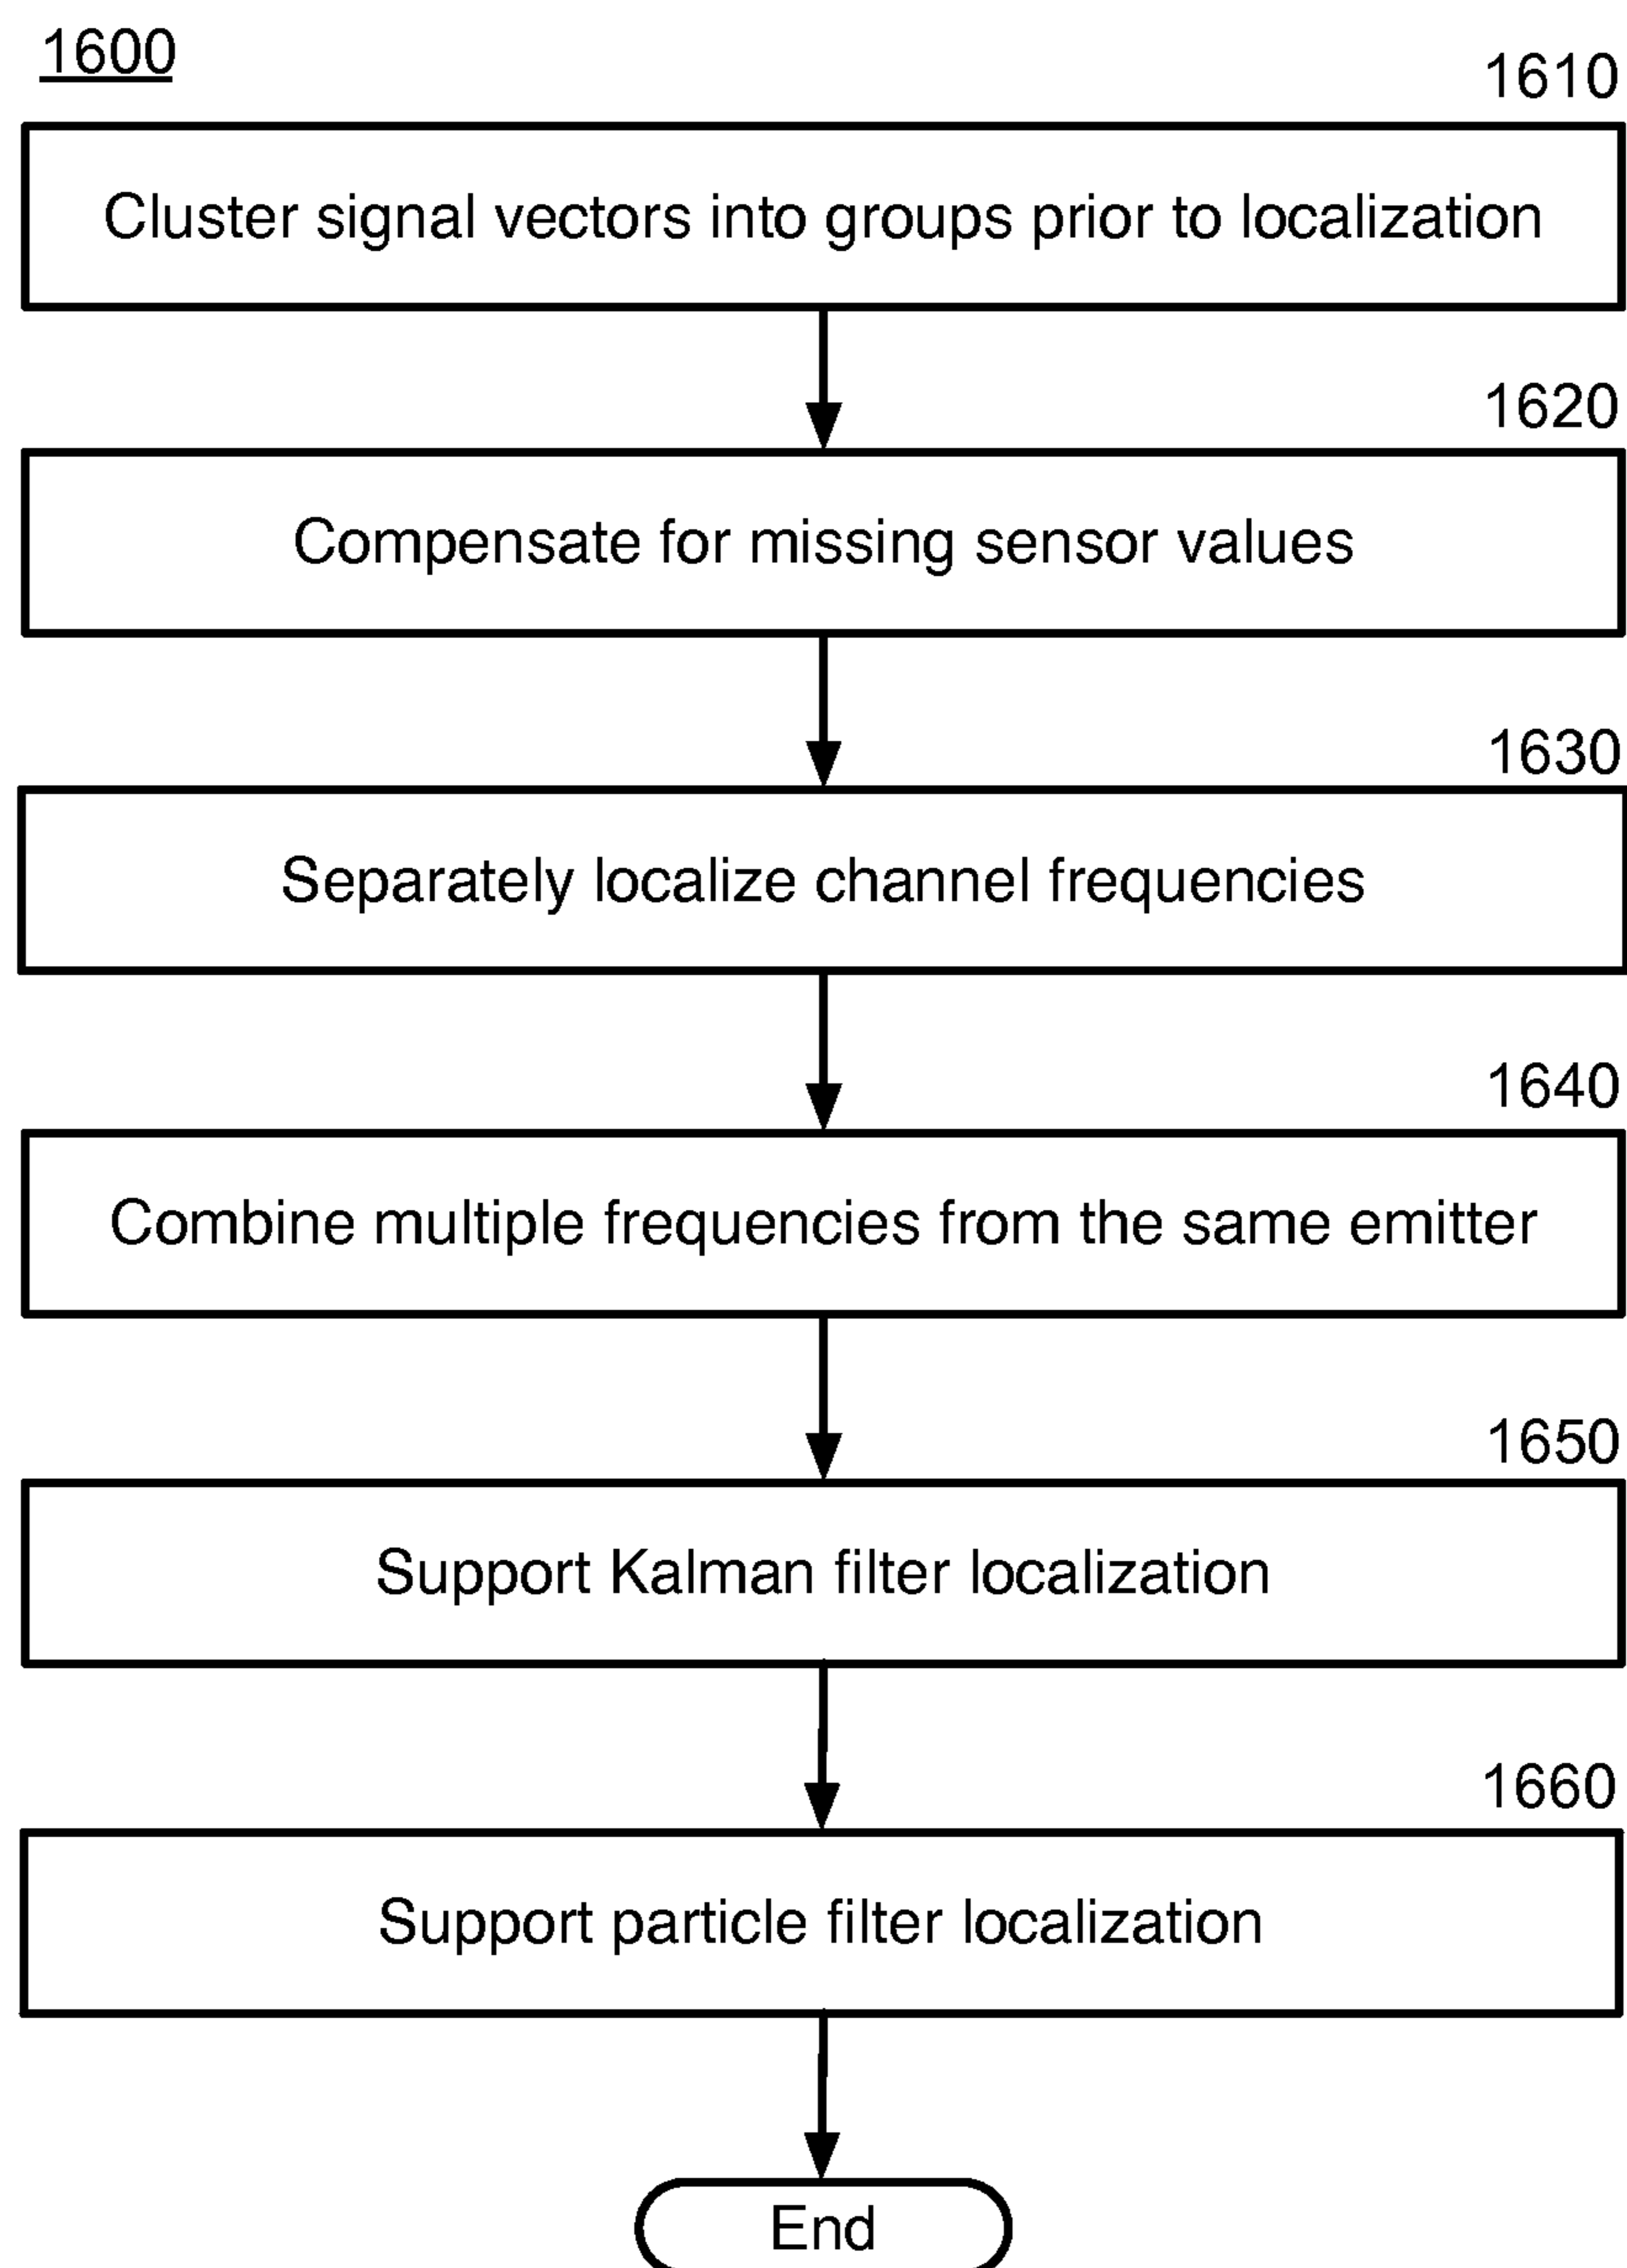 1600
1610
Cluster signal vectors into groups prior to localization
1620
Compensate for missing sensor values
1630
Separately localize channel frequencies
1640
Combine multiple frequencies from the same emitter
1650
Support Kalman filter localization
1660
Support particle filter localization
End